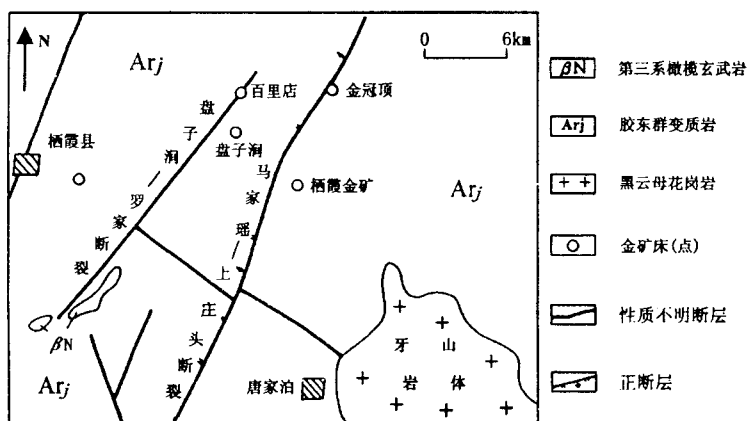 N
0 6km
Arj
百里店
金冠顶
栖霞县
盘子涧
栖霞金矿
Arj
盘子涧—罗家断裂
马家瑶—上庄头断裂
βN
Arj
唐家泊
牙山
岩体
βN 第三系橄榄玄武岩
Arj 胶东群变质岩
++ 黑云母花岗岩
金矿床(点)
性质不明断层
正断层